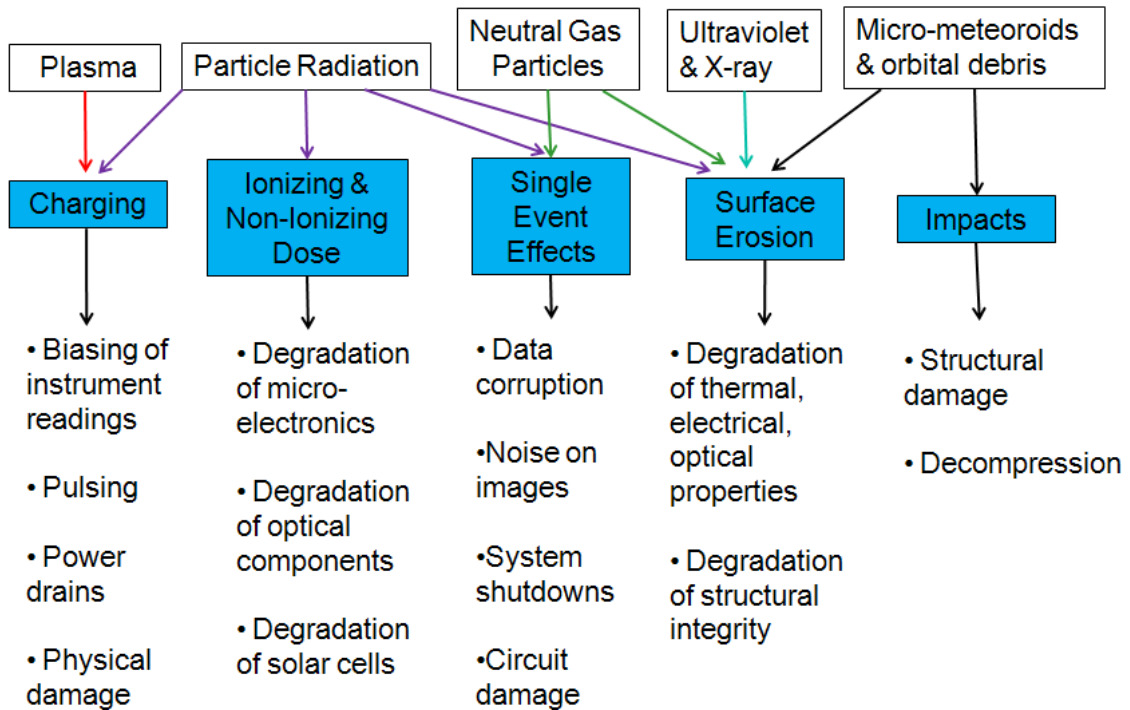 Plasma
Particle Radiation
Neutral Gas
Particles
Ultraviolet
& X-ray
Micro-meteoroids
& orbital debris
Charging
Ionizing &
Non-Ionizing
Dose
Single
Event
Effects
Surface
Erosion
Impacts
• Biasing of
instrument
readings
• Pulsing
• Power
drains
• Physical
damage
• Degradation
of micro-
electronics
• Degradation
of optical
components
• Degradation
of solar cells
• Data
corruption
•Noise on
images
•System
shutdowns
•Circuit
damage
• Degradation
of thermal,
electrical,
optical
properties
• Degradation
of structural
integrity
• Structural
damage
• Decompression